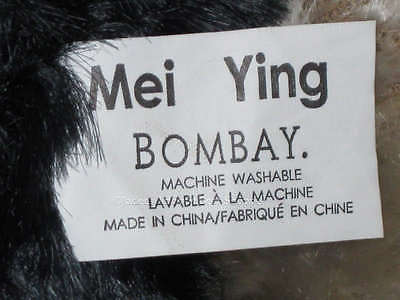 Mei Ying
BOMBAY.
MACHINE WASHABLE
LAVABLE À LA MACHINE
MADE IN CHINA/FABRIQUÉ EN CHINE